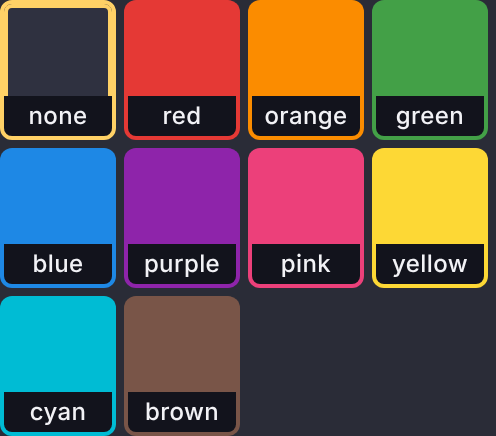 none
red
orange
green
blue
purple
pink
yellow
cyan
brown